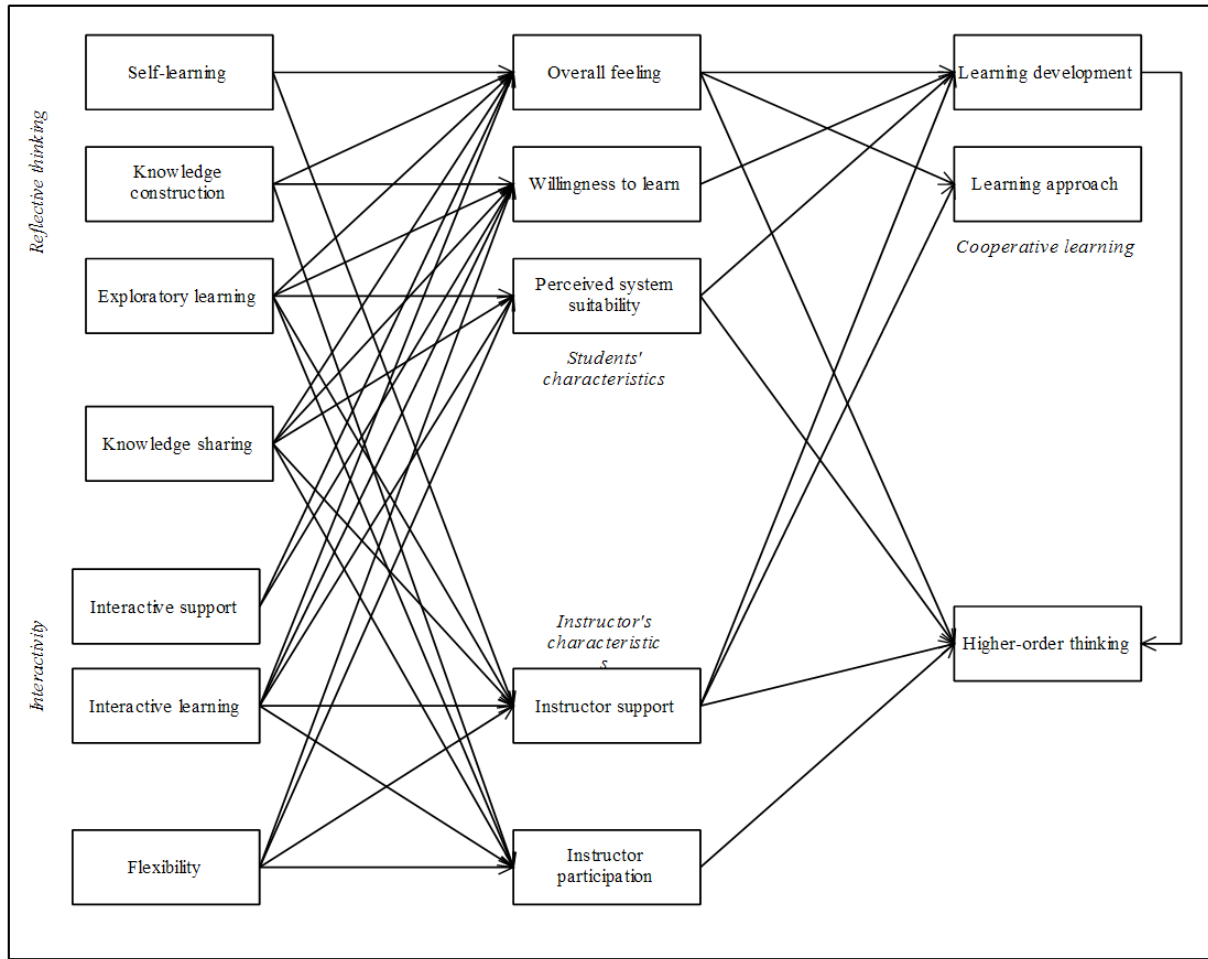 Reflective thinking
Self-learning
Knowledge
construction
Exploratory learning
Knowledge sharing
Interactivity
Interactive support
Interactive learning
Flexibility
Overall feeling
Willingness to learn
Perceived system
suitability
Students'
characteristics
Instructor's
characteristic
s
Instructor support
Instructor
participation
Learning development
Learning approach
Cooperative learning
Higher-order thinking